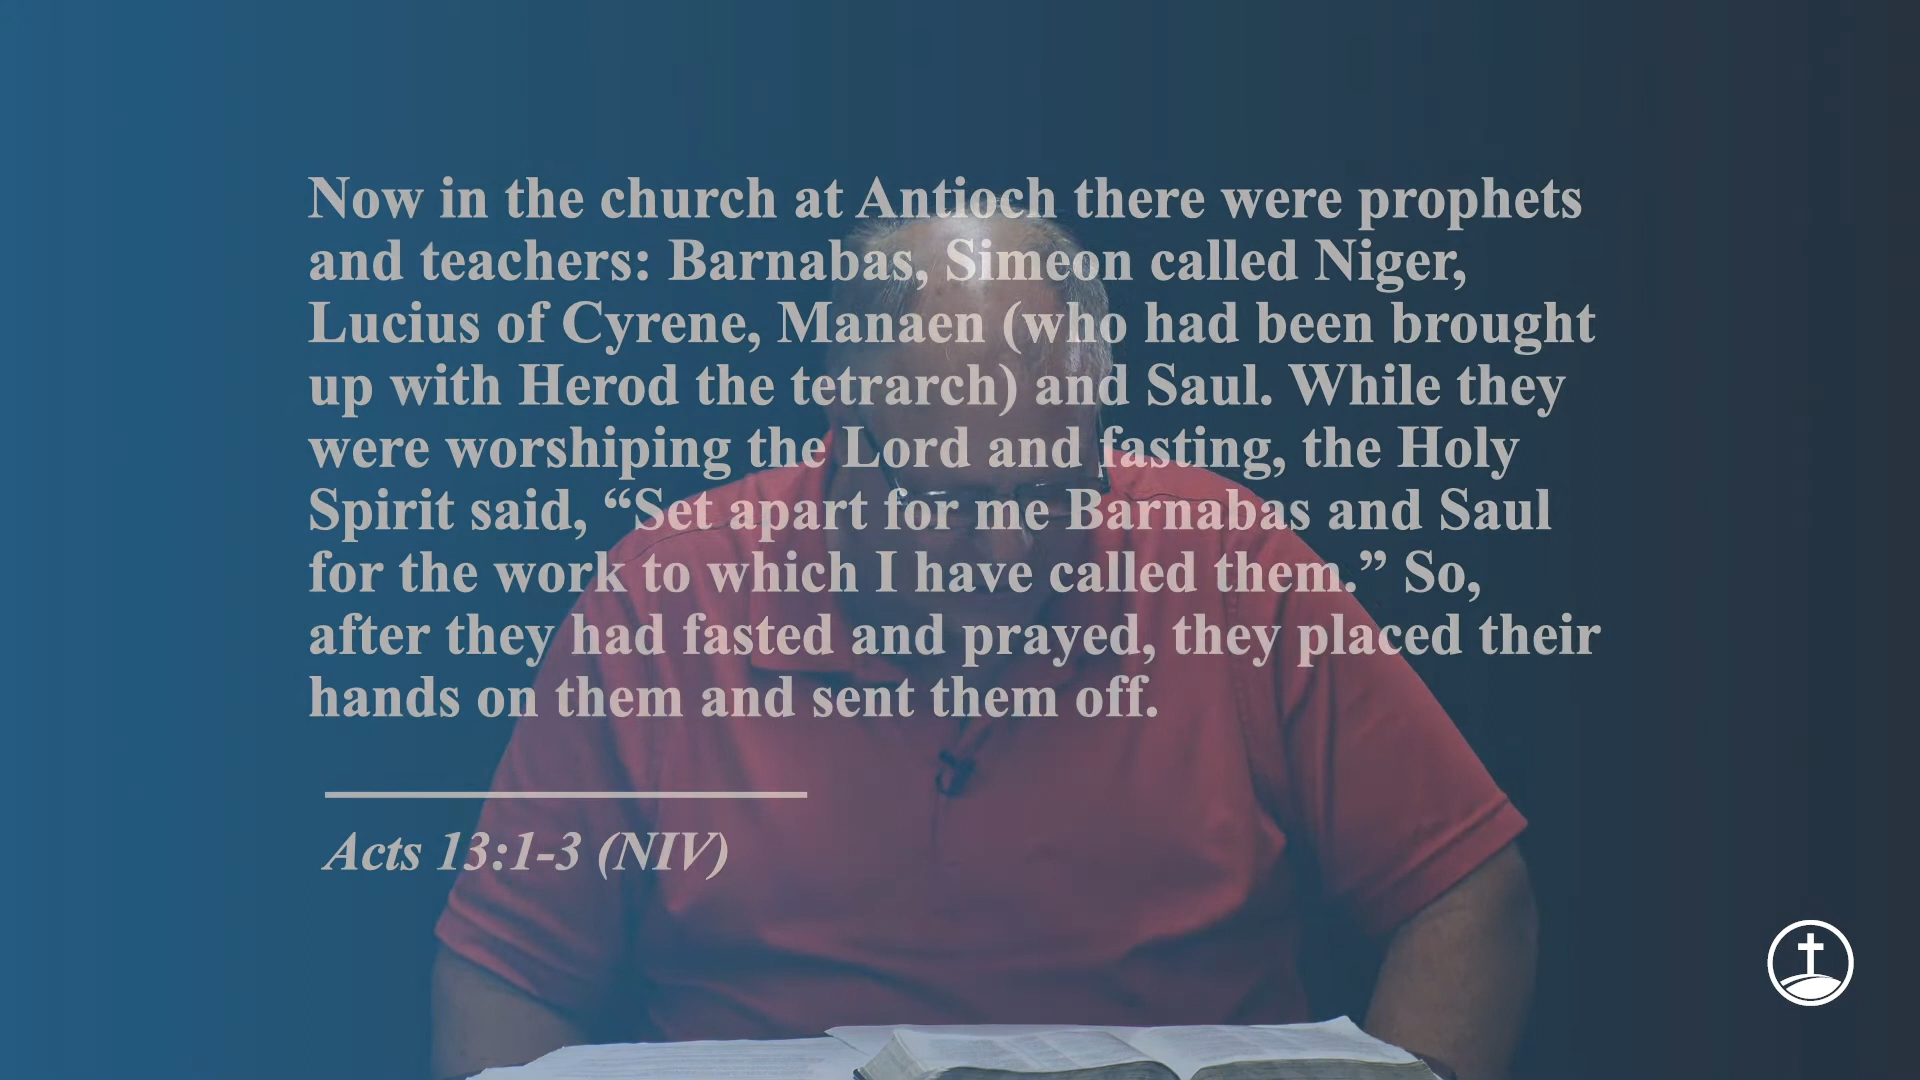 Now in the church at Antioch there were prophets
and teachers: Barnabas, Simeon called Niger,
Lucius of Cyrene, Manaen (who had been brought
up with Herod the tetrarch) and Saul. While they
were worshiping the Lord and fasting, the Holy
Spirit said, “Set apart for me Barnabas and Saul
for the work to which I have called them.” So,
after they had fasted and prayed, they placed their
hands on them and sent them off.
Acts 13:1-3 (NIV)